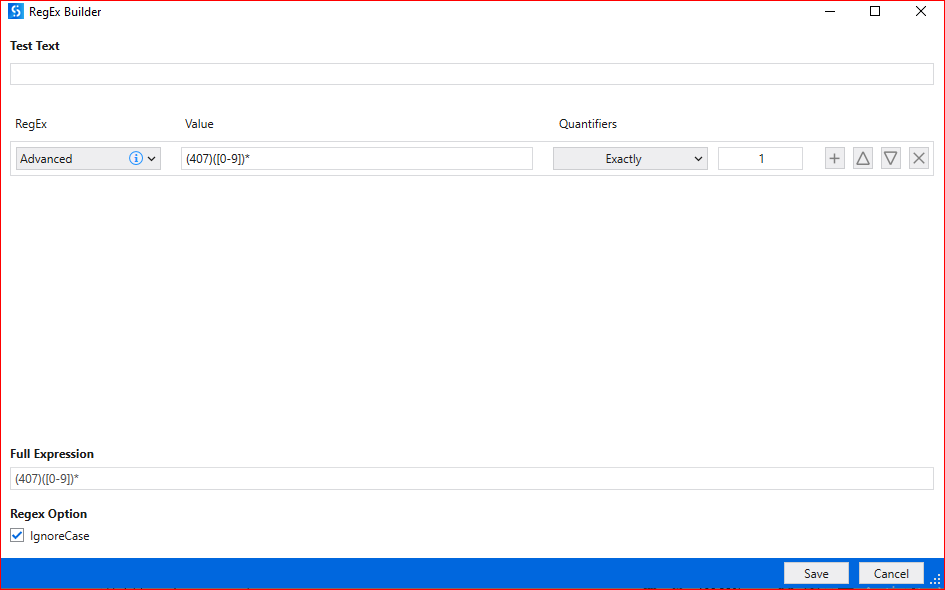 RegEx Builder
Test Text
RegEx Value Quantifiers
Advanced (407)([0-9])* Exactly 1
Full Expression
(407)([0-9])*
Regex Option
IgnoreCase
Save Cancel